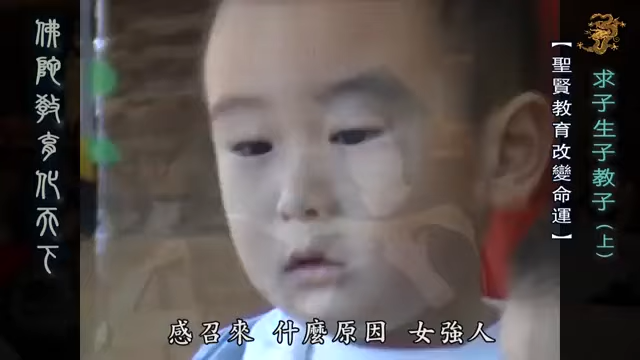 佛陀教育化天下
求子生子教子（上）
【聖賢教育改變命運】
感召來 什麼原因 女強人